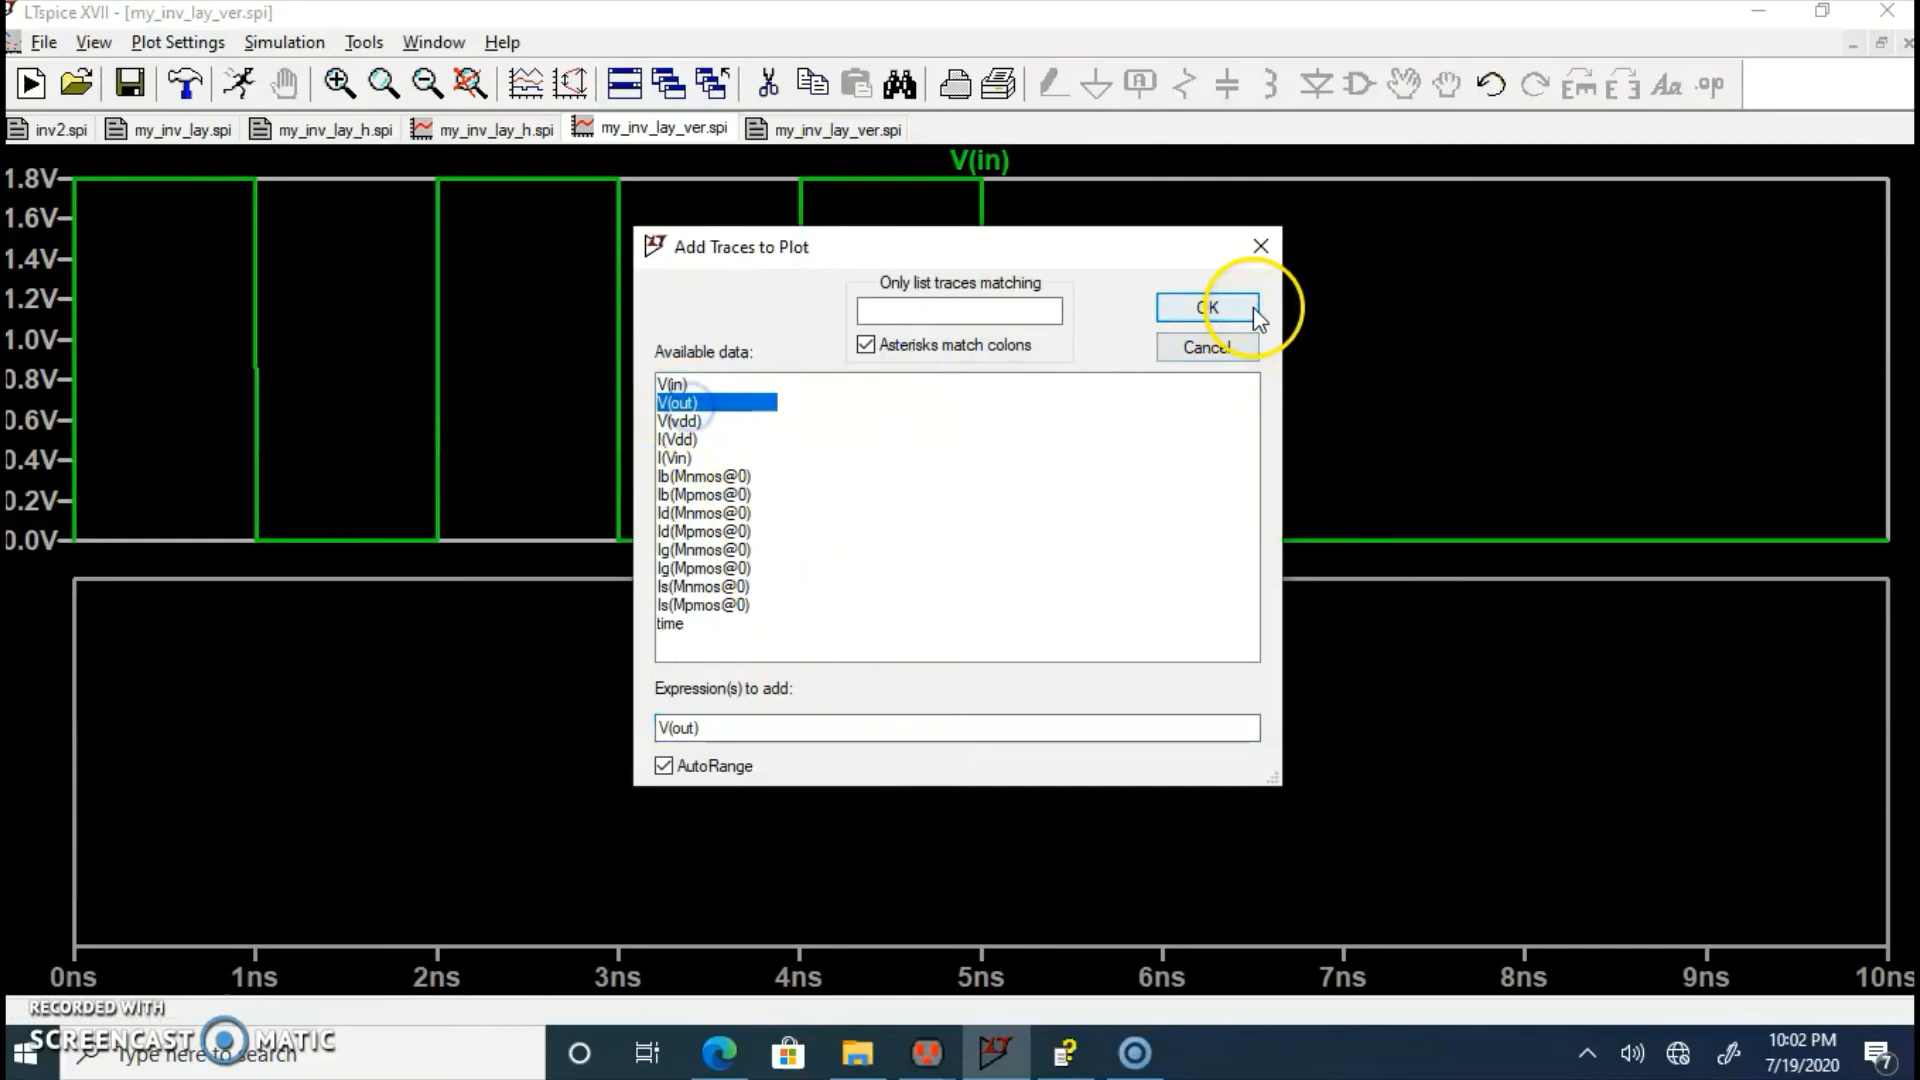 LTspice XVII - [my_inv_lay_ver.spi]
File View Plot Settings Simulation Tools Window Help
Aa .op
inv2.spi my_inv_lay.spi my_inv_lay_h.spi my_inv_lay_h.spi my_inv_lay_ver.spi my_inv_lay_ver.spi
V(in)
1.8V
1.6V
1.4V
1.2V
1.0V
0.8V
0.6V
0.4V
0.2V
0.0V
Add Traces to Plot
Only list traces matching
OK
Asterisks match colons
Cancel
Available data:
V(in)
V(out)
V(vdd)
I(Vdd)
I(Vin)
Ib(Mnmos@0)
Ib(Mpmos@0)
Id(Mnmos@0)
Id(Mpmos@0)
Ig(Mnmos@0)
Ig(Mpmos@0)
Is(Mnmos@0)
Is(Mpmos@0)
time
Expression(s) to add:
V(out)
AutoRange
0ns 1ns 2ns 3ns 4ns 5ns 6ns 7ns 8ns 9ns 10ns
RECORDED WITH
SCREENCAST MATIC
Type here to search
10:02 PM
7/19/2020
7